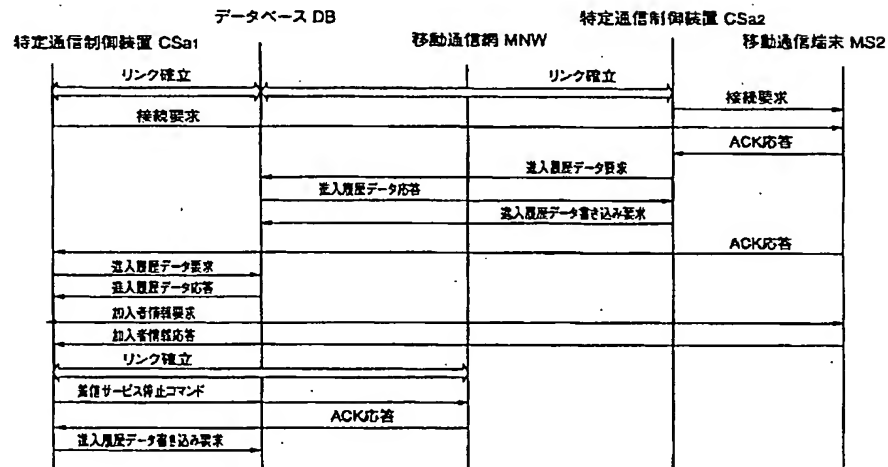 データベース DB
特定通信制御装置 CSa2
特定通信制御装置 CSa1
移動通信網 MNW
移動通信端末 MS2
リンク確立
リンク確立
接続要求
接続要求
ACK応答
進入履歴データ要求
進入履歴データ応答
進入履歴データ書き込み要求
ACK応答
進入履歴データ要求
進入履歴データ応答
加入者情報要求
加入者情報応答
リンク確立
着信サービス停止コマンド
ACK応答
進入履歴データ書き込み要求